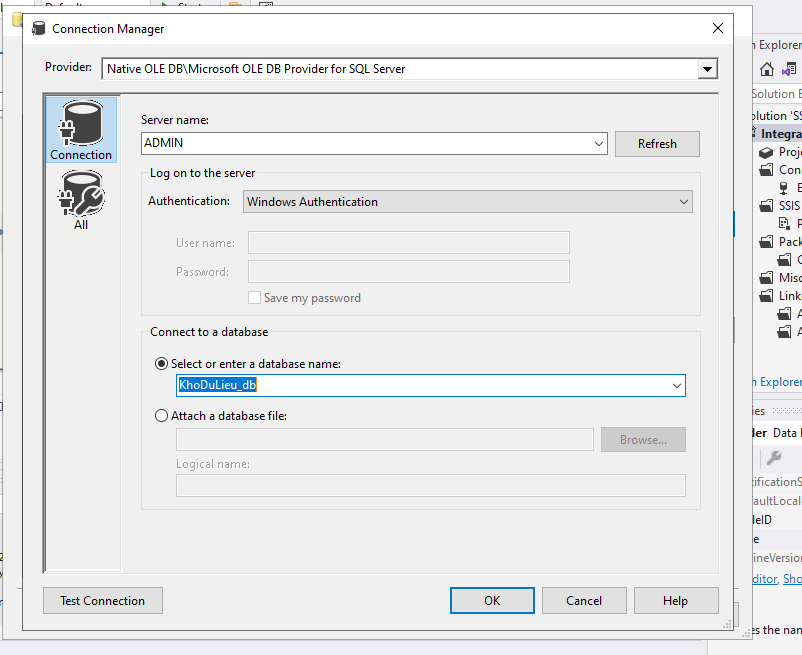 Connection Manager
Provider: Native OLE DB\Microsoft OLE DB Provider for SQL Server
Connection
All
Server name:
ADMIN
Refresh
Log on to the server
Authentication: Windows Authentication
User name:
Password:
Save my password
Connect to a database
Select or enter a database name:
KhoDuLieu_db
Attach a database file:
Browse...
Logical name:
Test Connection
OK
Cancel
Help
Explorer
Solution E
olution 'SS
Integra
Proj
Con
SSIS
P
Pack
C
Misc
Link
A
A
Explorer
ies
der Data
tificationS
aultLocal
leID
e
ineVersion
ditor, Sho
es the nam